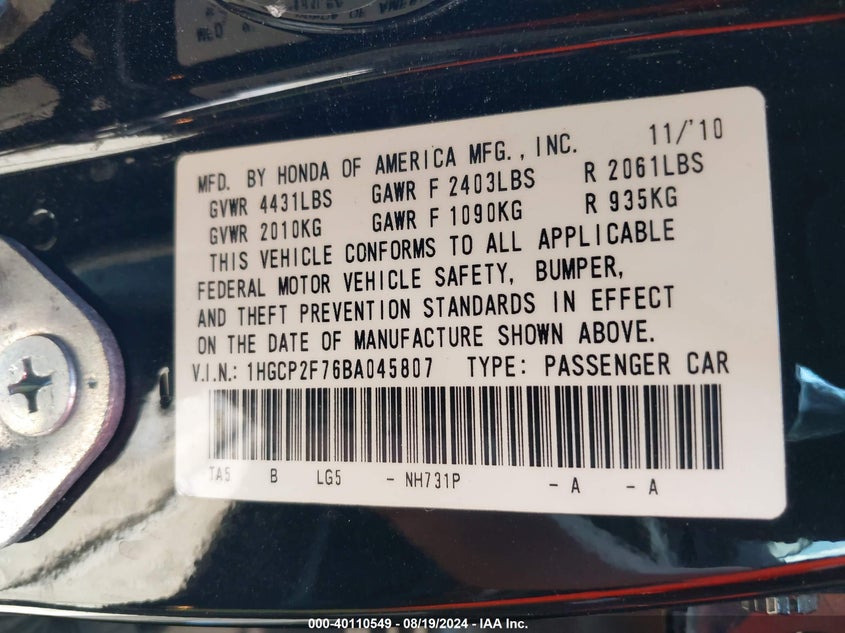 MFD. BY HONDA OF AMERICA MFG., INC. 11/'10
GVWR 4431LBS GAWR F 2403LBS R 2061LBS
GVWR 2010KG GAWR F 1090KG R 935KG
THIS VEHICLE CONFORMS TO ALL APPLICABLE
FEDERAL MOTOR VEHICLE SAFETY, BUMPER,
AND THEFT PREVENTION STANDARDS IN EFFECT
ON THE DATE OF MANUFACTURE SHOWN ABOVE.
V.I.N.: 1HGCP2F76BA045807 TYPE: PASSENGER CAR
TA5 B LG5 - NH731P - A - A
000-40110549 - 08/19/2024 - IAA Inc.